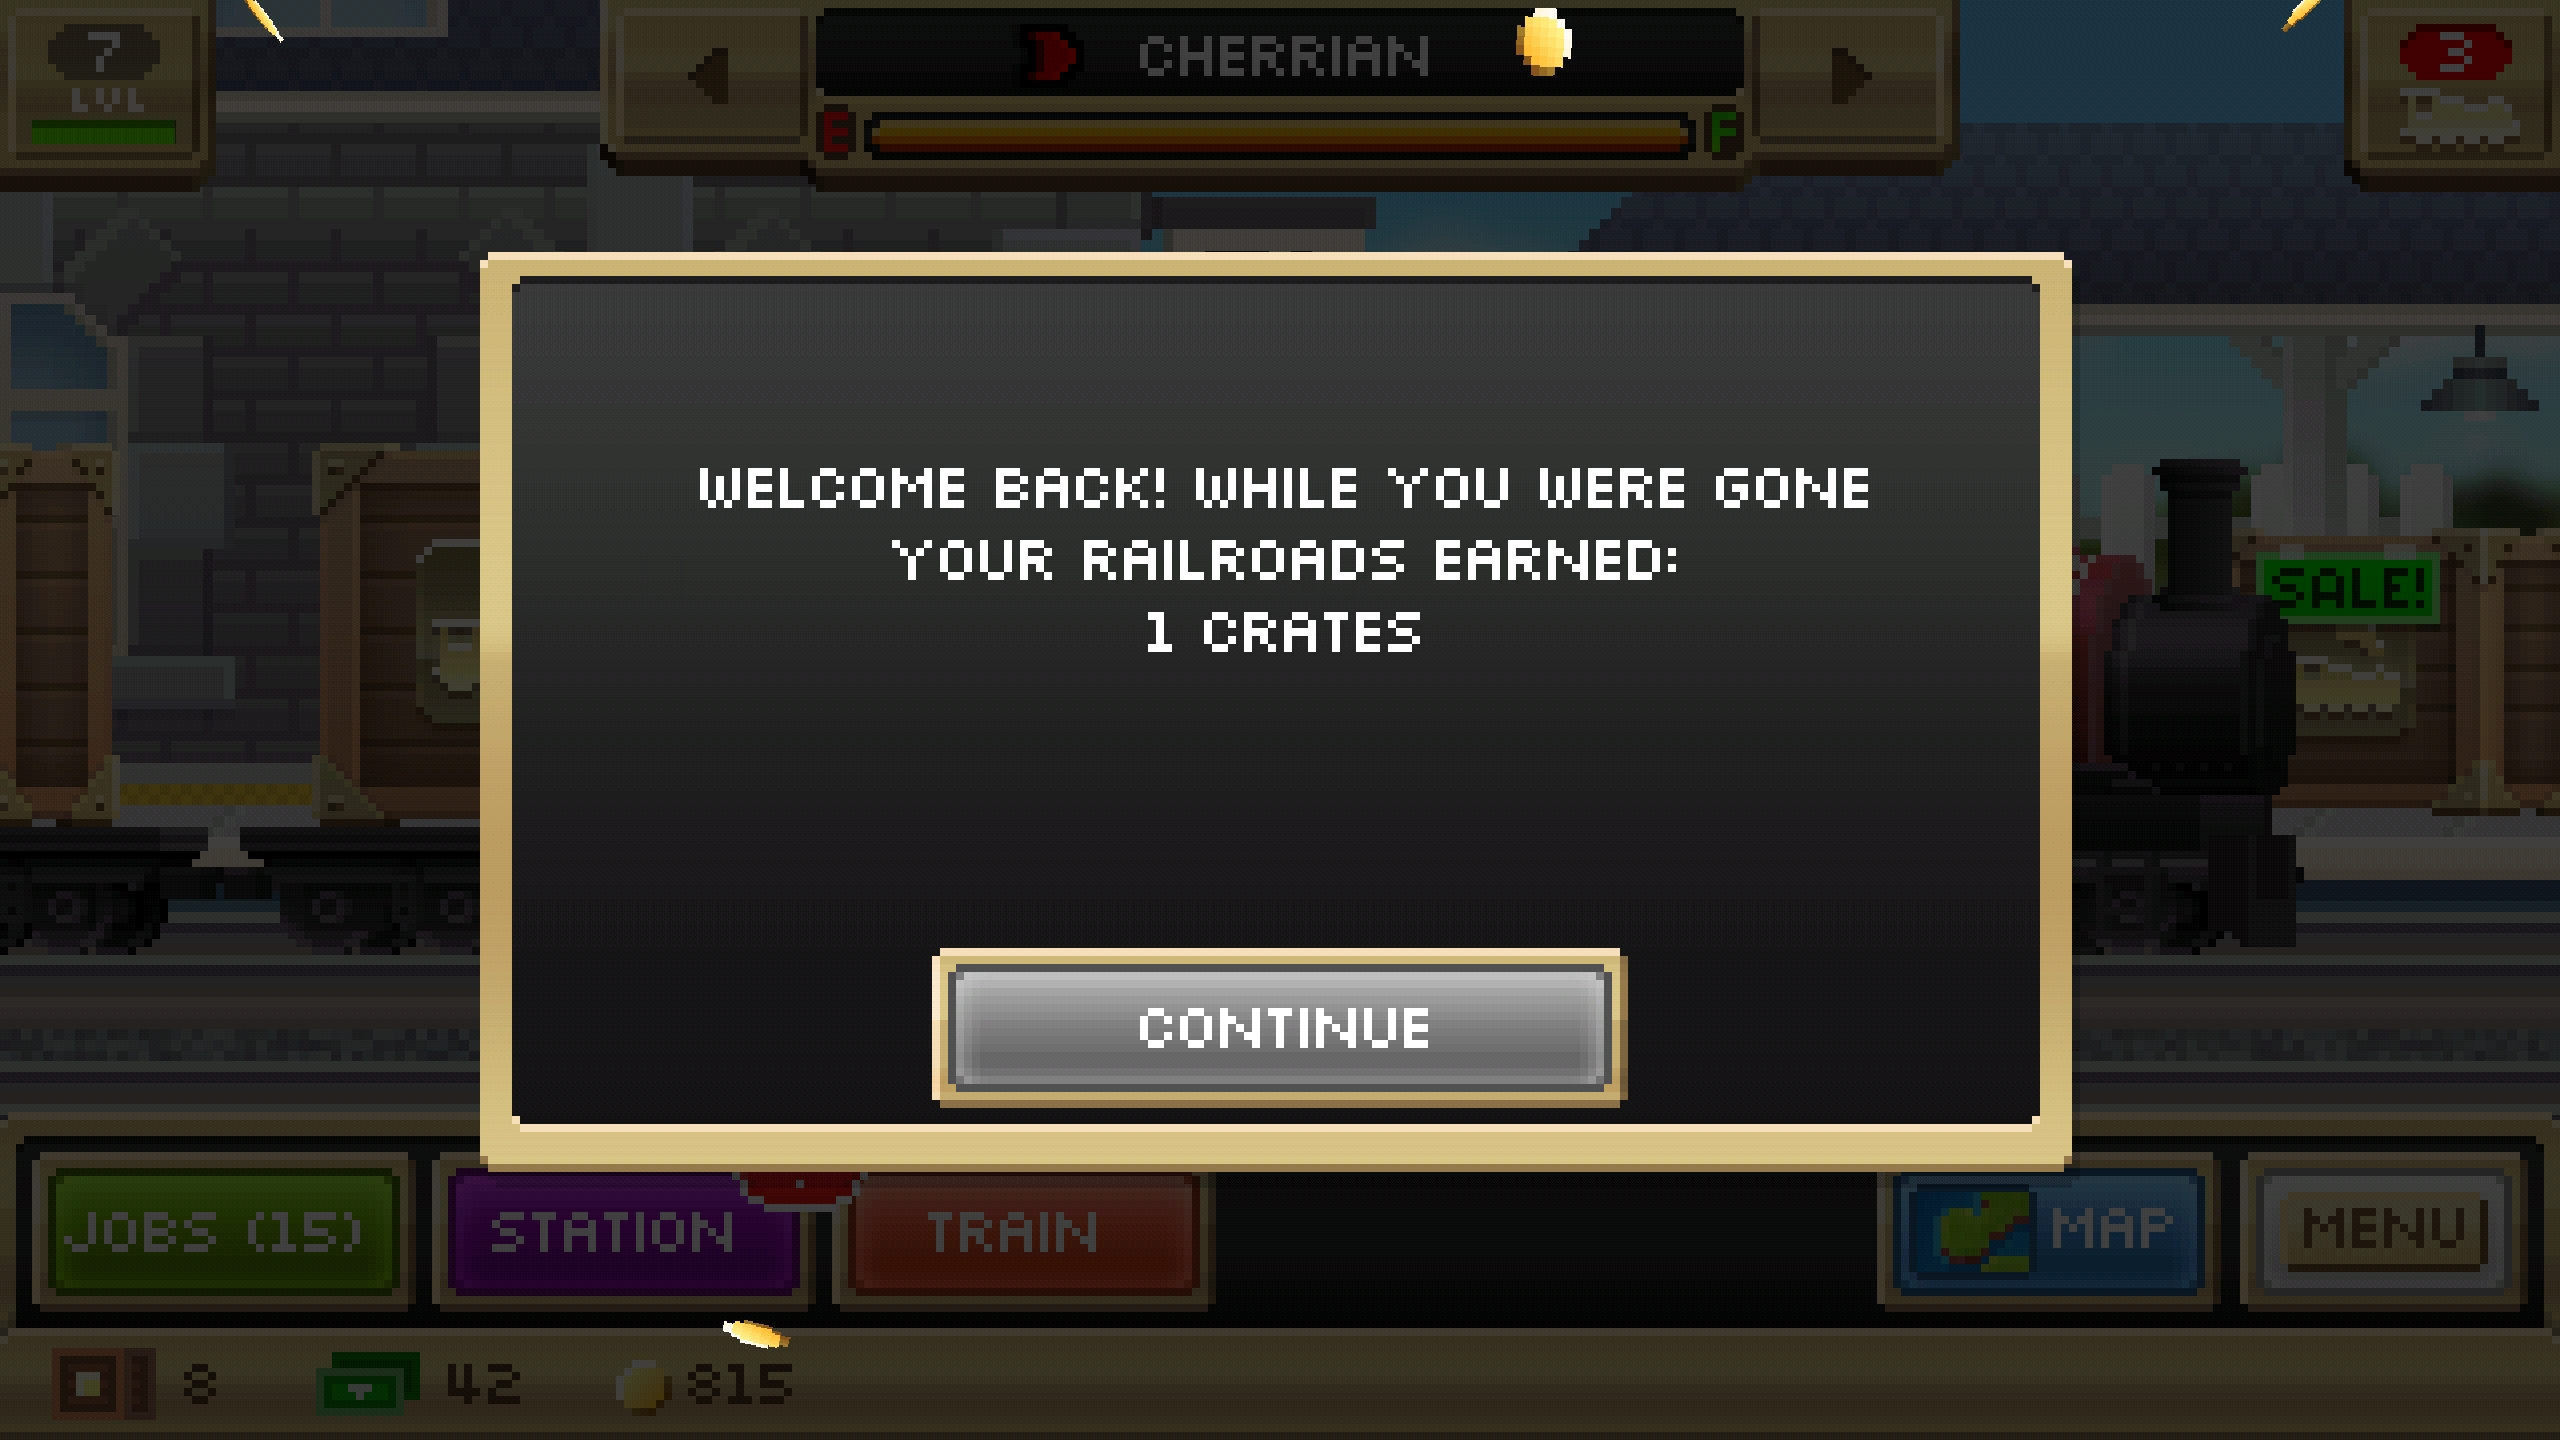 7
LVL
CHERRIAN
E F
3
WELCOME BACK! WHILE YOU WERE GONE
YOUR RAILROADS EARNED:
1 CRATES
SALE!
CONTINUE
JOBS (15)
STATION
TRAIN
MAP
MENU
8
42
815